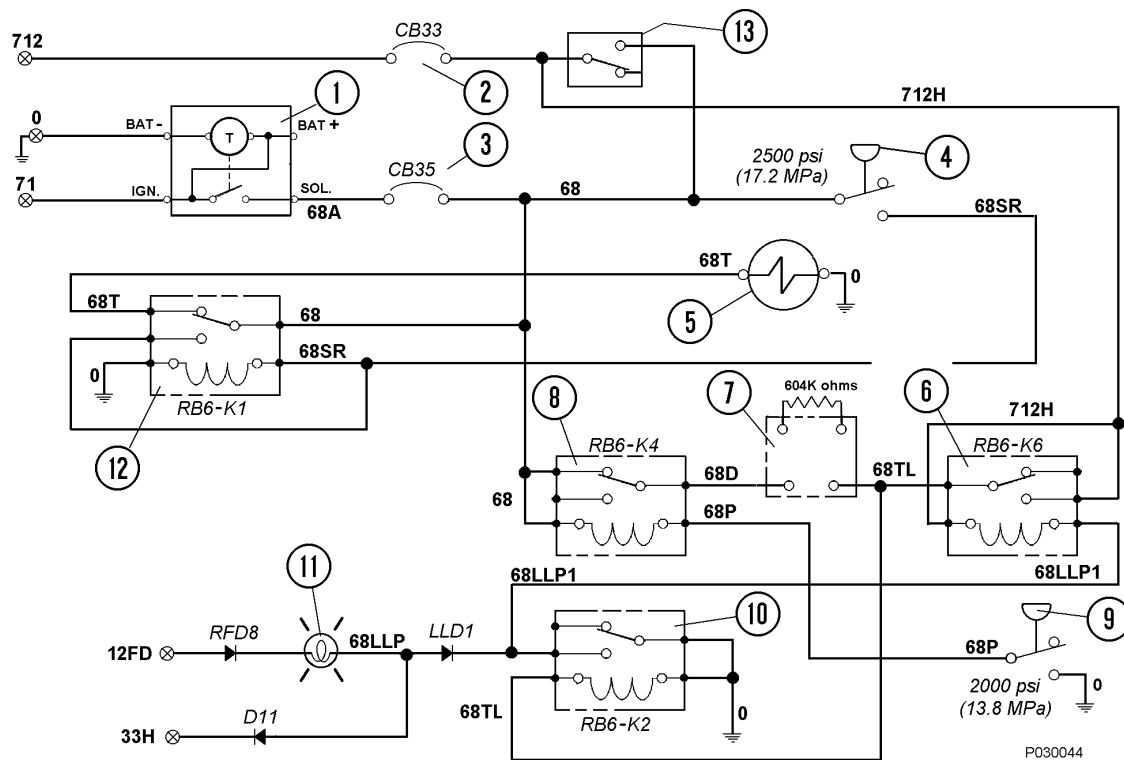 712
CB33
13
2
712H
1
0
BAT -
T
BAT +
3
4
2500 psi
(17.2 MPa)
71
IGN.
SOL.
CB35
68
68A
68SR
68T
0
5
68T
68
68SR
0
RB6-K1
12
8
7
604K ohms
6
712H
RB6-K4
RB6-K6
68D
68TL
68
68P
11
68LLP1
68LLP1
10
9
RFD8
68LLP
LLD1
12FD
68P
0
2000 psi
(13.8 MPa)
68TL
0
D11
RB6-K2
33H
P030044